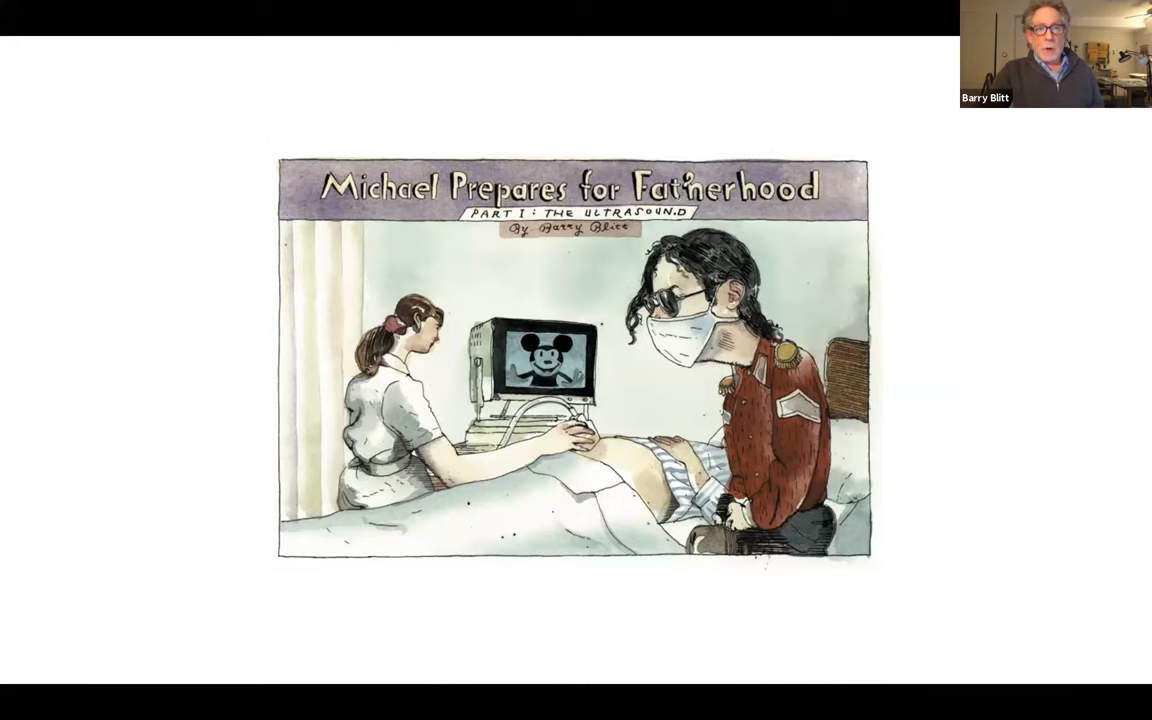 Michael Prepares for Fatherhood
PART I: THE ULTRASOUND
By Barry Blitt
Barry Blitt